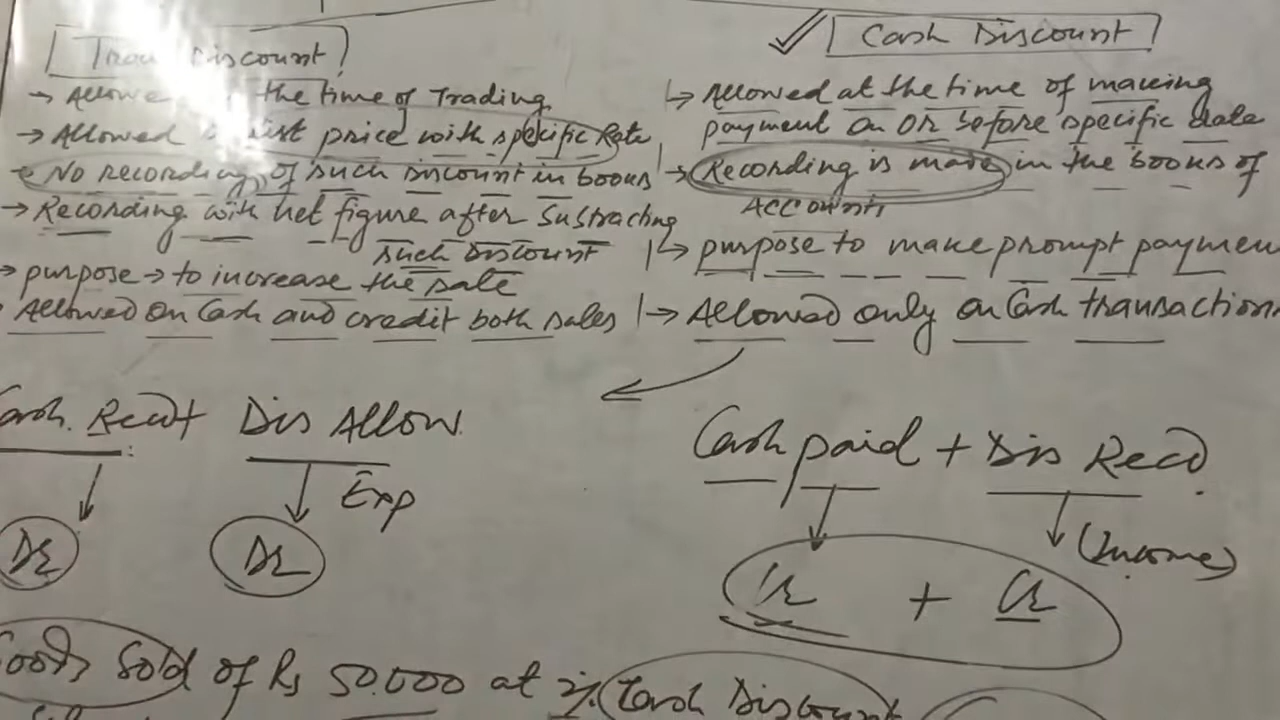 Discount
Cash Discount
→ Allowe the time of Trading
↳ Allowed at the time of making
payment on OR before specific date
→ Allowed list price with specific Rate
→ No recording of such discount in books
→ Recording is made in the books of
Accounts
→ Recording with net figure after Substracting
such Discount
↳ purpose to make prompt paymen
→ purpose → to increase the sale
Allowed on Cash and credit both sales
→ Allowed only on Cash transaction
Cash Recd + Dis Allow
Exp
Dr Dr
Cash paid + Dis Recd
(Income)
Cr + Cr
Goods Sold of Rs 50.000 at 2% Cash Discount